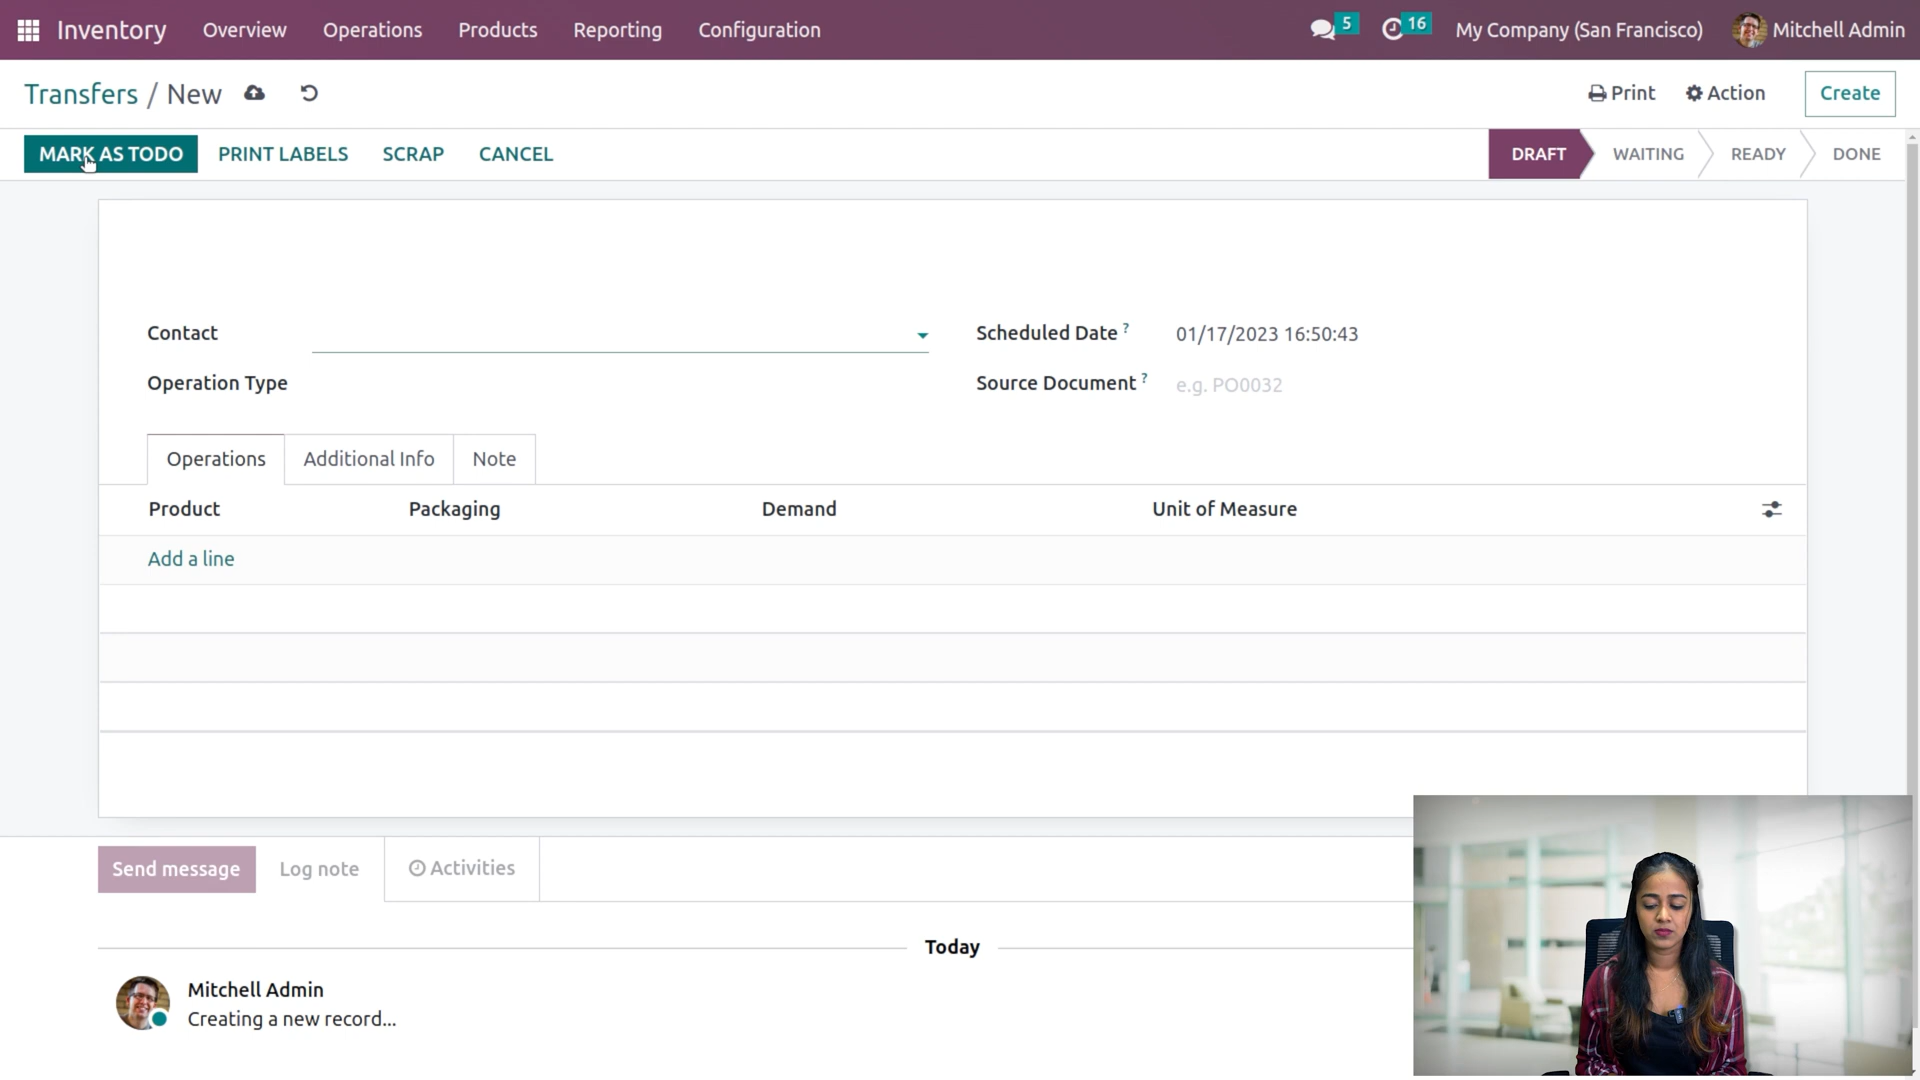 Inventory Overview Operations Products Reporting Configuration 5 16 My Company (San Francisco) Mitchell Admin
Transfers / New Print Action Create
MARK AS TODO PRINT LABELS SCRAP CANCEL DRAFT WAITING READY DONE
Contact Scheduled Date ? 01/17/2023 16:50:43
Operation Type Source Document ? e.g. PO0032
Operations Additional Info Note
Product Packaging Demand Unit of Measure
Add a line
Send message Log note Activities
Today
Mitchell Admin
Creating a new record...